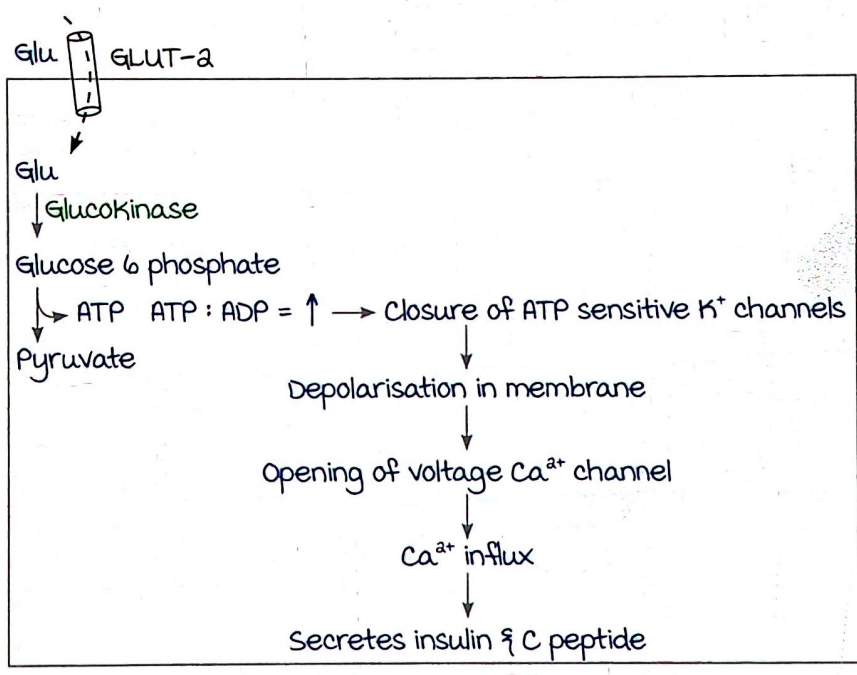 Glu GLUT-2
Glu
Glucokinase
Glucose 6 phosphate
ATP ATP : ADP = ↑ → Closure of ATP sensitive K⁺ channels
Pyruvate
Depolarisation in membrane
Opening of voltage Ca²⁺ channel
Ca²⁺ influx
Secretes insulin & C peptide